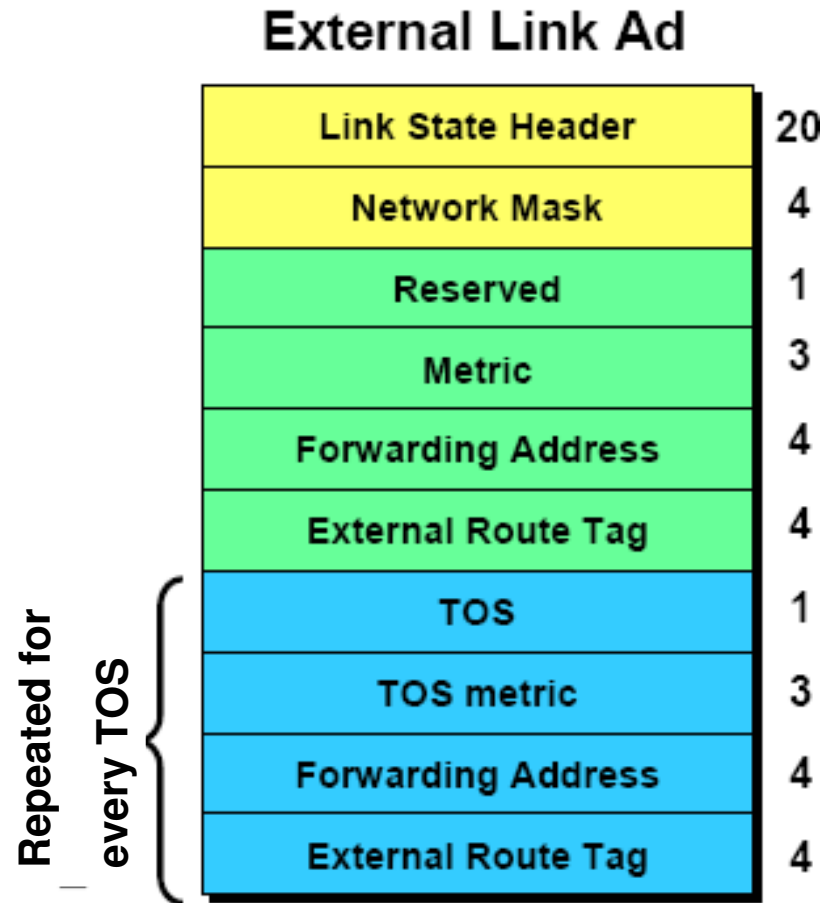 External Link Ad
Link State Header 20
Network Mask 4
Reserved 1
Metric 3
Forwarding Address 4
External Route Tag 4
TOS 1
TOS metric 3
Forwarding Address 4
External Route Tag 4
Repeated for
every TOS